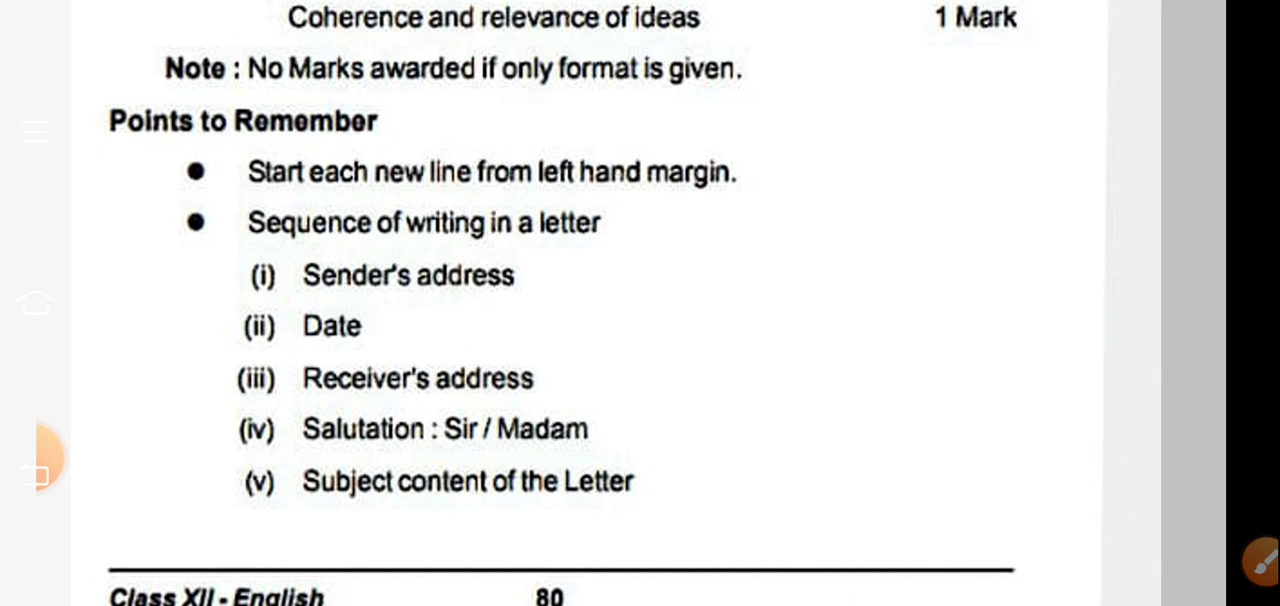 Coherence and relevance of ideas 1 Mark
Note : No Marks awarded if only format is given.
Points to Remember
● Start each new line from left hand margin.
● Sequence of writing in a letter
(i) Sender's address
(ii) Date
(iii) Receiver's address
(iv) Salutation : Sir / Madam
(v) Subject content of the Letter
Class XII - English 80